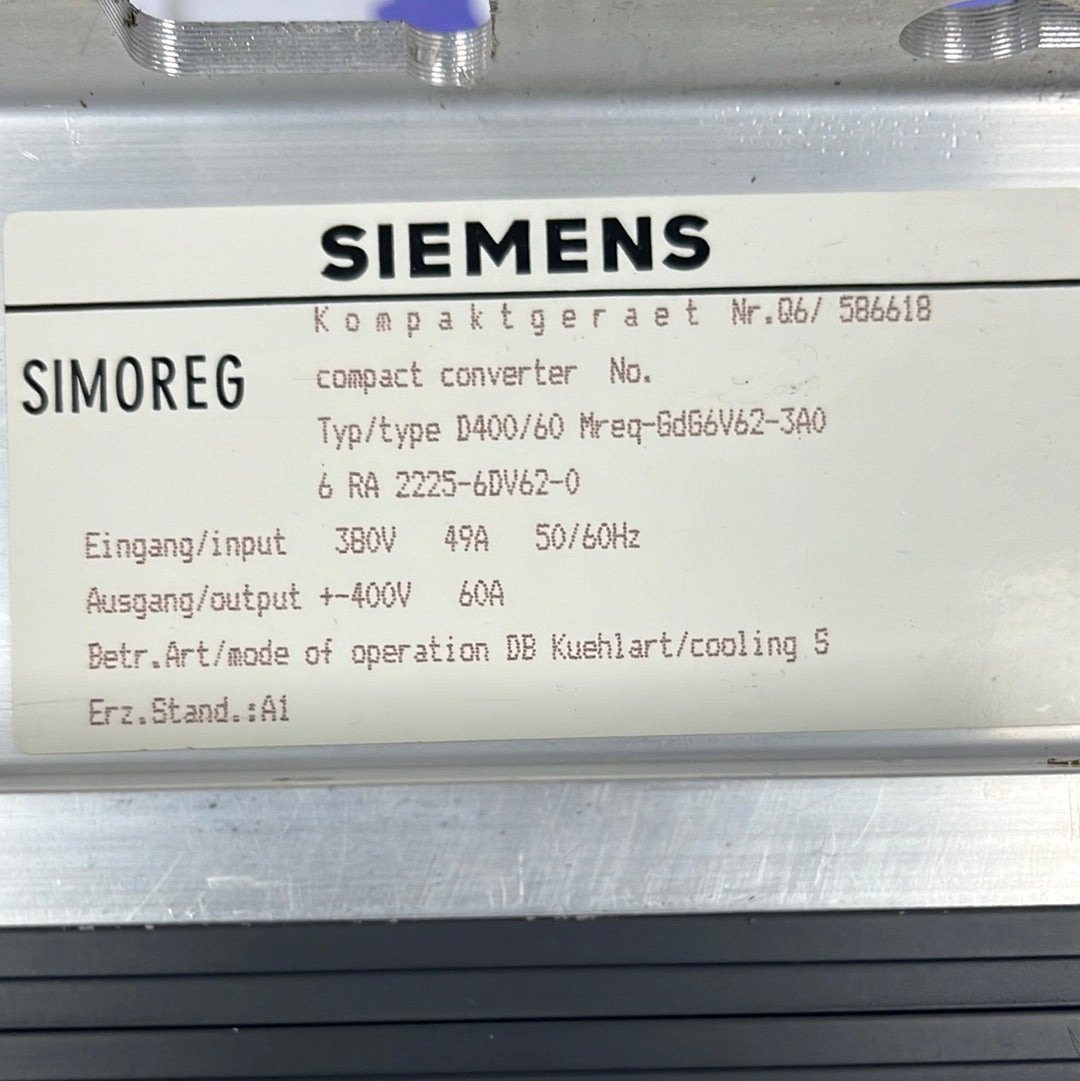 SIEMENS
Kompaktgeraet Nr.Q6/ 586618
SIMOREG
compact converter No.
Typ/type D400/60 Mreq-GdG6V62-3A0
6 RA 2225-6DV62-0
Eingang/input 380V 49A 50/60Hz
Ausgang/output +-400V 60A
Betr.Art/mode of operation DB Kuehlart/cooling S
Erz.Stand.:A1